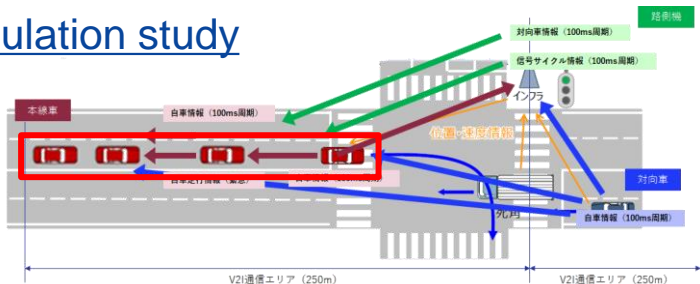 ulation study
路側機
対向車情報（100ms周期）
信号サイクル情報（100ms周期）
インフラ
本線車
自車情報（100ms周期）
位置・速度情報
対向車
死角
自車情報（100ms周期）
V2I通信エリア（250m）
V2I通信エリア（250m）